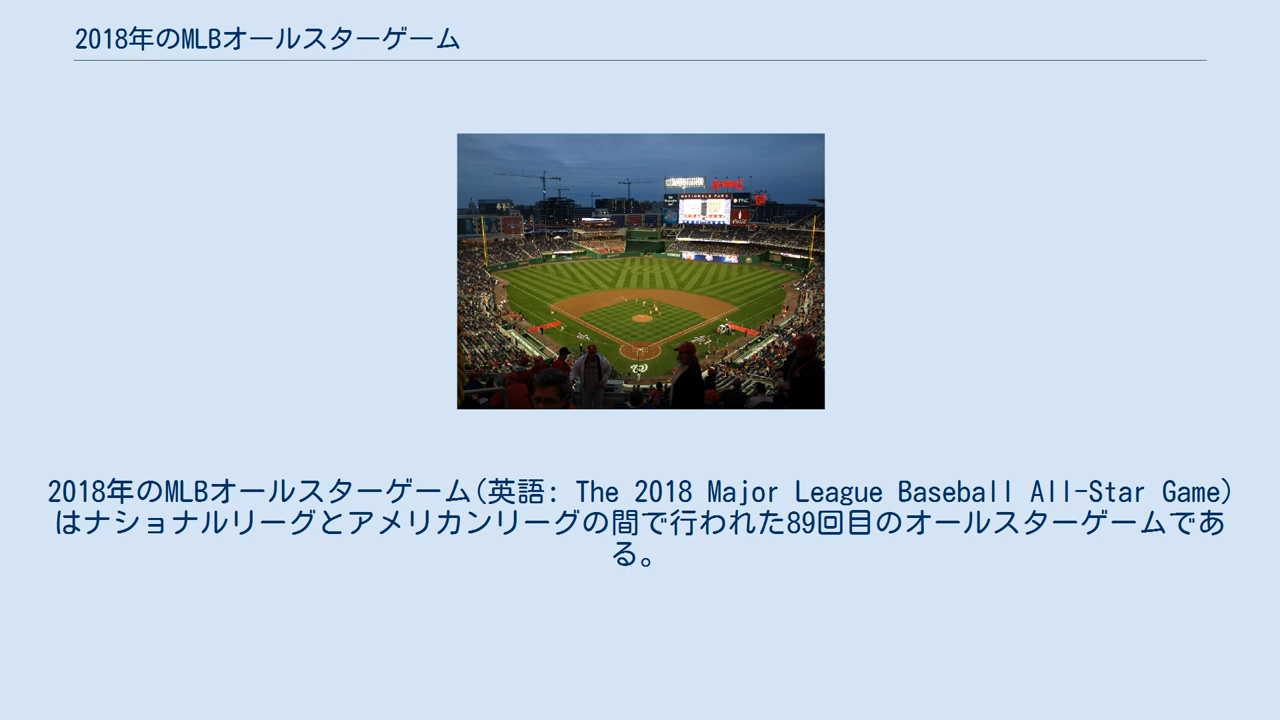 2018年のMLBオールスターゲーム
NATIONALS PARK
PNC
2018年のMLBオールスターゲーム(英語: The 2018 Major League Baseball All-Star Game)
はナショナルリーグとアメリカンリーグの間で行われた89回目のオールスターゲームであ
る。